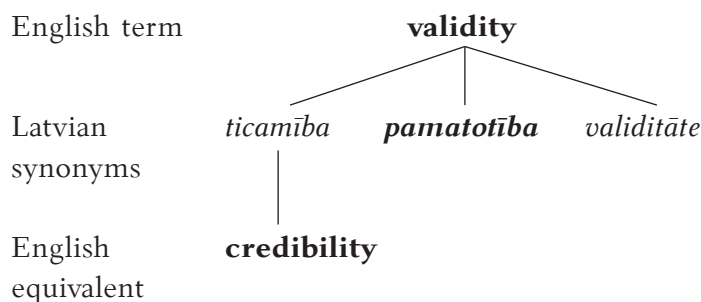 English term validity
Latvian ticamība pamatotība validitāte
synonyms
English credibility
equivalent